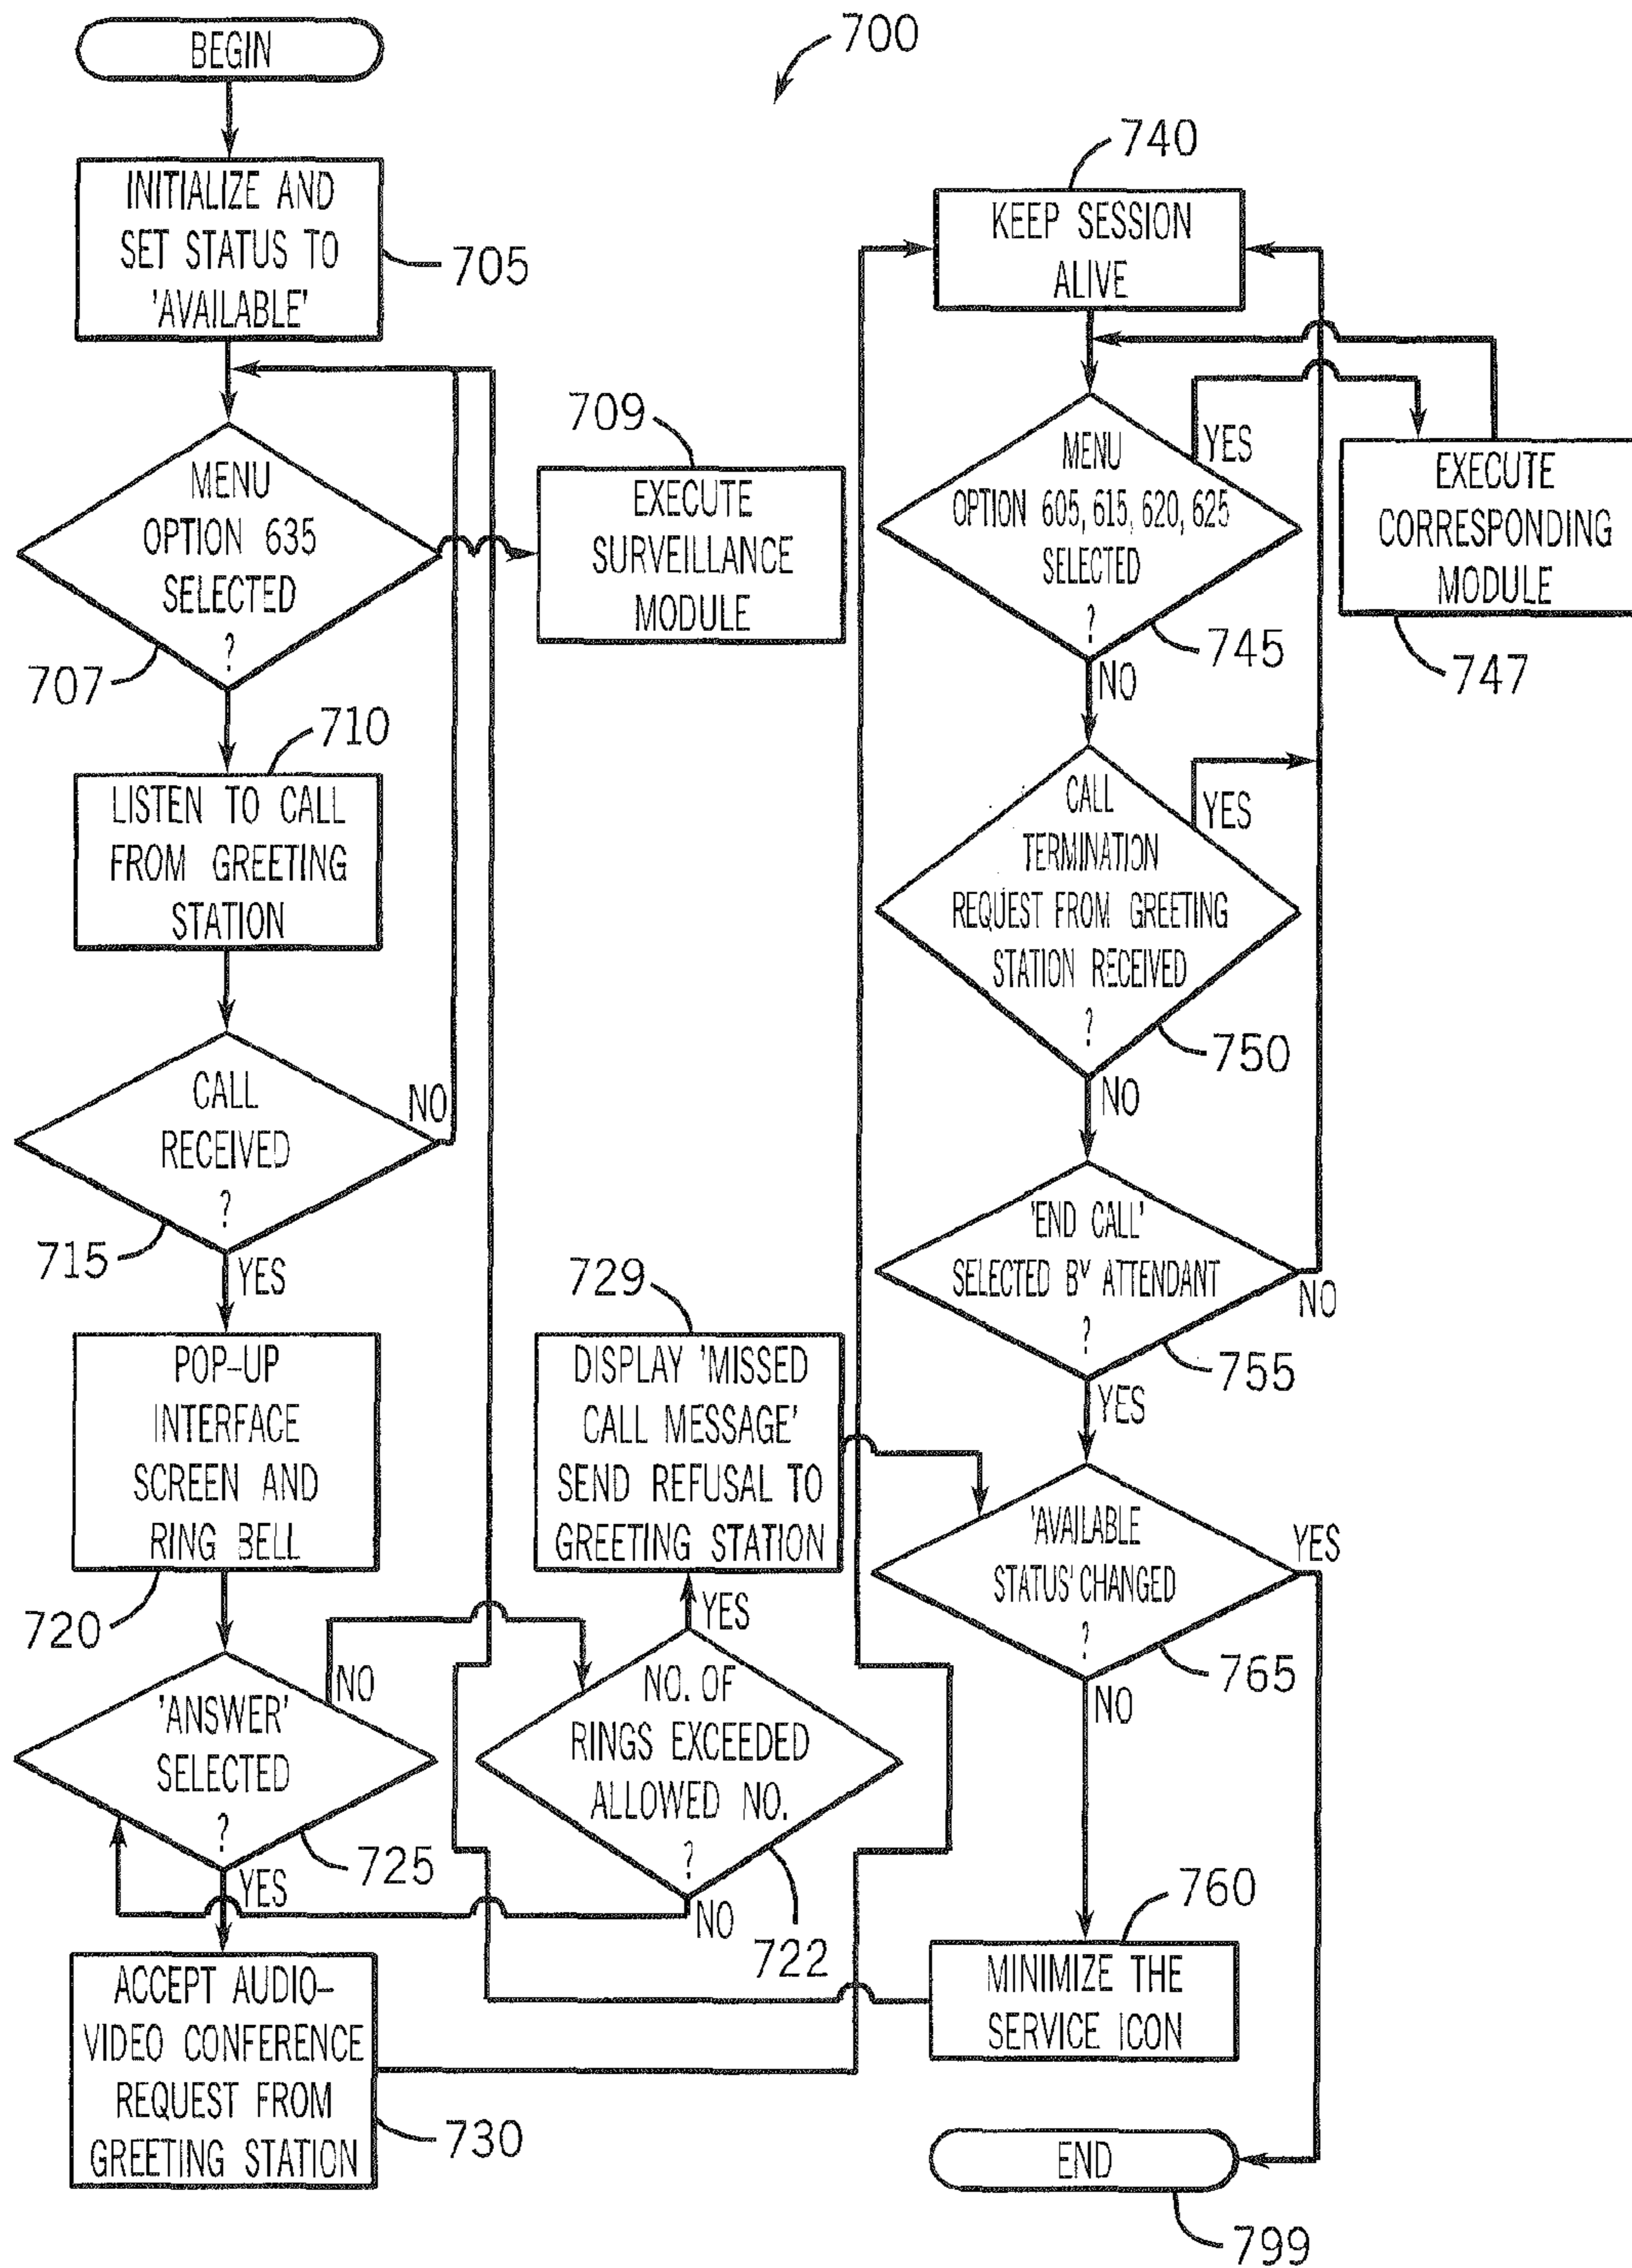 700
BEGIN
INITIALIZE AND
SET STATUS TO
'AVAILABLE'
705
MENU
OPTION 635
SELECTED
?
707
709
EXECUTE
SURVEILLANCE
MODULE
710
LISTEN TO CALL
FROM GREETING
STATION
CALL
RECEIVED
?
NO
715
YES
POP-UP
INTERFACE
SCREEN AND
RING BELL
720
'ANSWER'
SELECTED
?
NO
725
YES
729
DISPLAY 'MISSED
CALL MESSAGE'
SEND REFUSAL TO
GREETING STATION
YES
NO. OF
RINGS EXCEEDED
ALLOWED NO.
?
NO
722
ACCEPT AUDIO-
VIDEO CONFERENCE
REQUEST FROM
GREETING STATION
730
740
KEEP SESSION
ALIVE
MENU
OPTION 605, 615, 620, 625
SELECTED
?
YES
745
NO
EXECUTE
CORRESPONDING
MODULE
747
CALL
TERMINATION
REQUEST FROM GREETING
STATION RECEIVED
?
YES
750
NO
'END CALL'
SELECTED BY ATTENDANT
?
NO
755
YES
'AVAILABLE
STATUS' CHANGED
?
YES
765
NO
760
MINIMIZE THE
SERVICE ICON
END
799